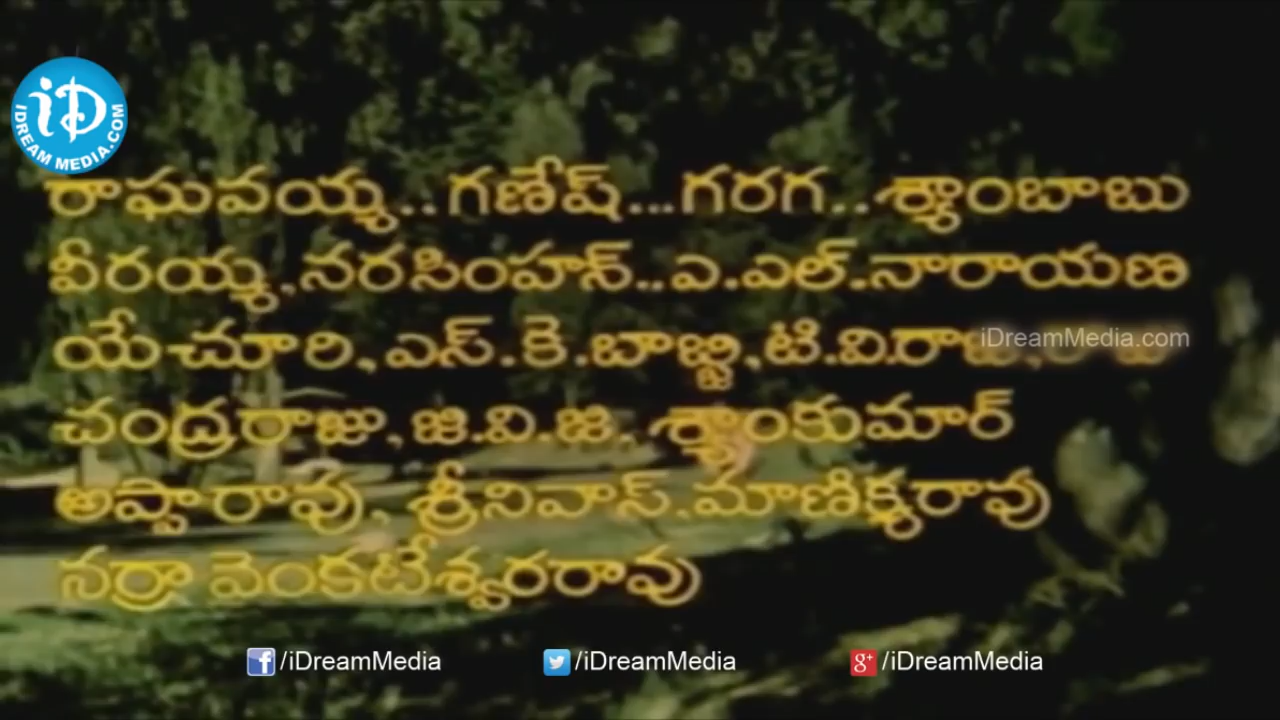 iD
IDREAM MEDIA.COM
రాఘవయ్య..గణేష్...గరగ..శ్యాంబాబు
వీరయ్య,నరసింహన్..ఎ.ఎల్.నారాయణ
యేచూరి,ఎస్.కె.బాజ్జి,టి.వి.రాజు,
iDreamMedia.com
చంద్రరాజు,జి.వి.జి. శ్యాంకుమార్
అప్పారావు, శ్రీనివాస్.మాణిక్యరావు
నర్రా వెంకటేశ్వరరావు
/iDreamMedia /iDreamMedia /iDreamMedia